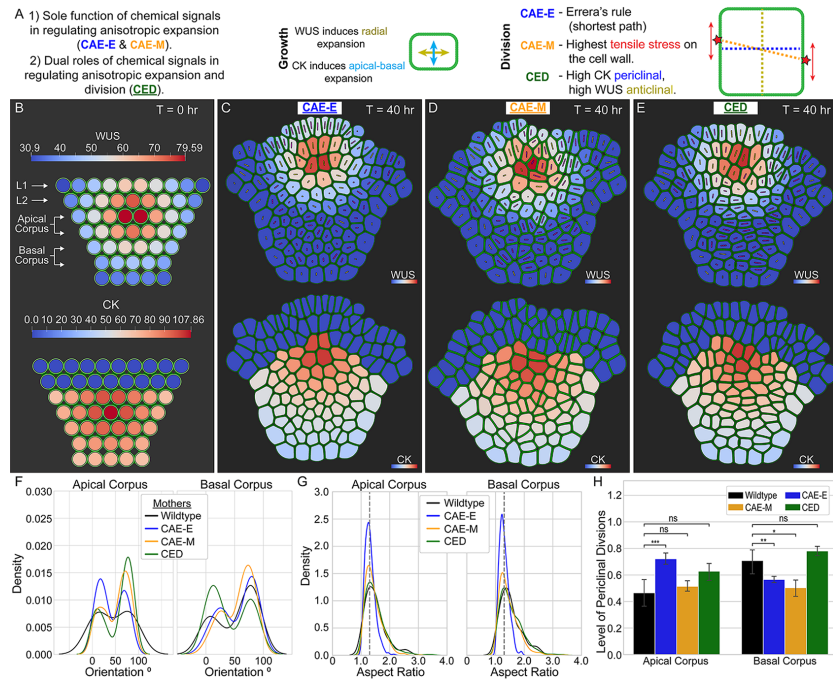 A 1) Sole function of chemical signals
in regulating anisotropic expansion
(CAE-E & CAE-M).
2) Dual roles of chemical signals in
regulating anisotropic expansion and
division (CED).
Growth
WUS induces radial
expansion
CK induces apical-basal
expansion
Division
CAE-E - Errera's rule
(shortest path)
CAE-M - Highest tensile stress on
the cell wall.
CED - High CK periclinal,
high WUS anticlinal.
B T = 0 hr
WUS
30.9 40 50 60 70 79.59
L1
L2
Apical
Corpus
Basal
Corpus
CK
0.0 10 20 30 40 50 60 70 80 90 107.86
C CAE-E T = 40 hr
WUS
CK
D CAE-M T = 40 hr
WUS
CK
E CED T = 40 hr
WUS
CK
F Apical Corpus Basal Corpus
Mothers
Wildtype
CAE-E
CAE-M
CED
Density
0.030
0.025
0.020
0.015
0.010
0.005
0.000
0 50 100 0 50 100
Orientation º Orientation º
G Apical Corpus Basal Corpus
Wildtype
CAE-E
CAE-M
CED
Density
3.0
2.5
2.0
1.5
1.0
0.5
0.0
1.0 2.0 3.0 4.0 1.0 2.0 3.0 4.0
Aspect Ratio Aspect Ratio
H
Wildtype CAE-E
CAE-M CED
Level of Periclinal Divsions
1.2
1.0
0.8
0.6
0.4
0.2
0.0
ns ns
ns *
*** **
Apical Corpus Basal Corpus